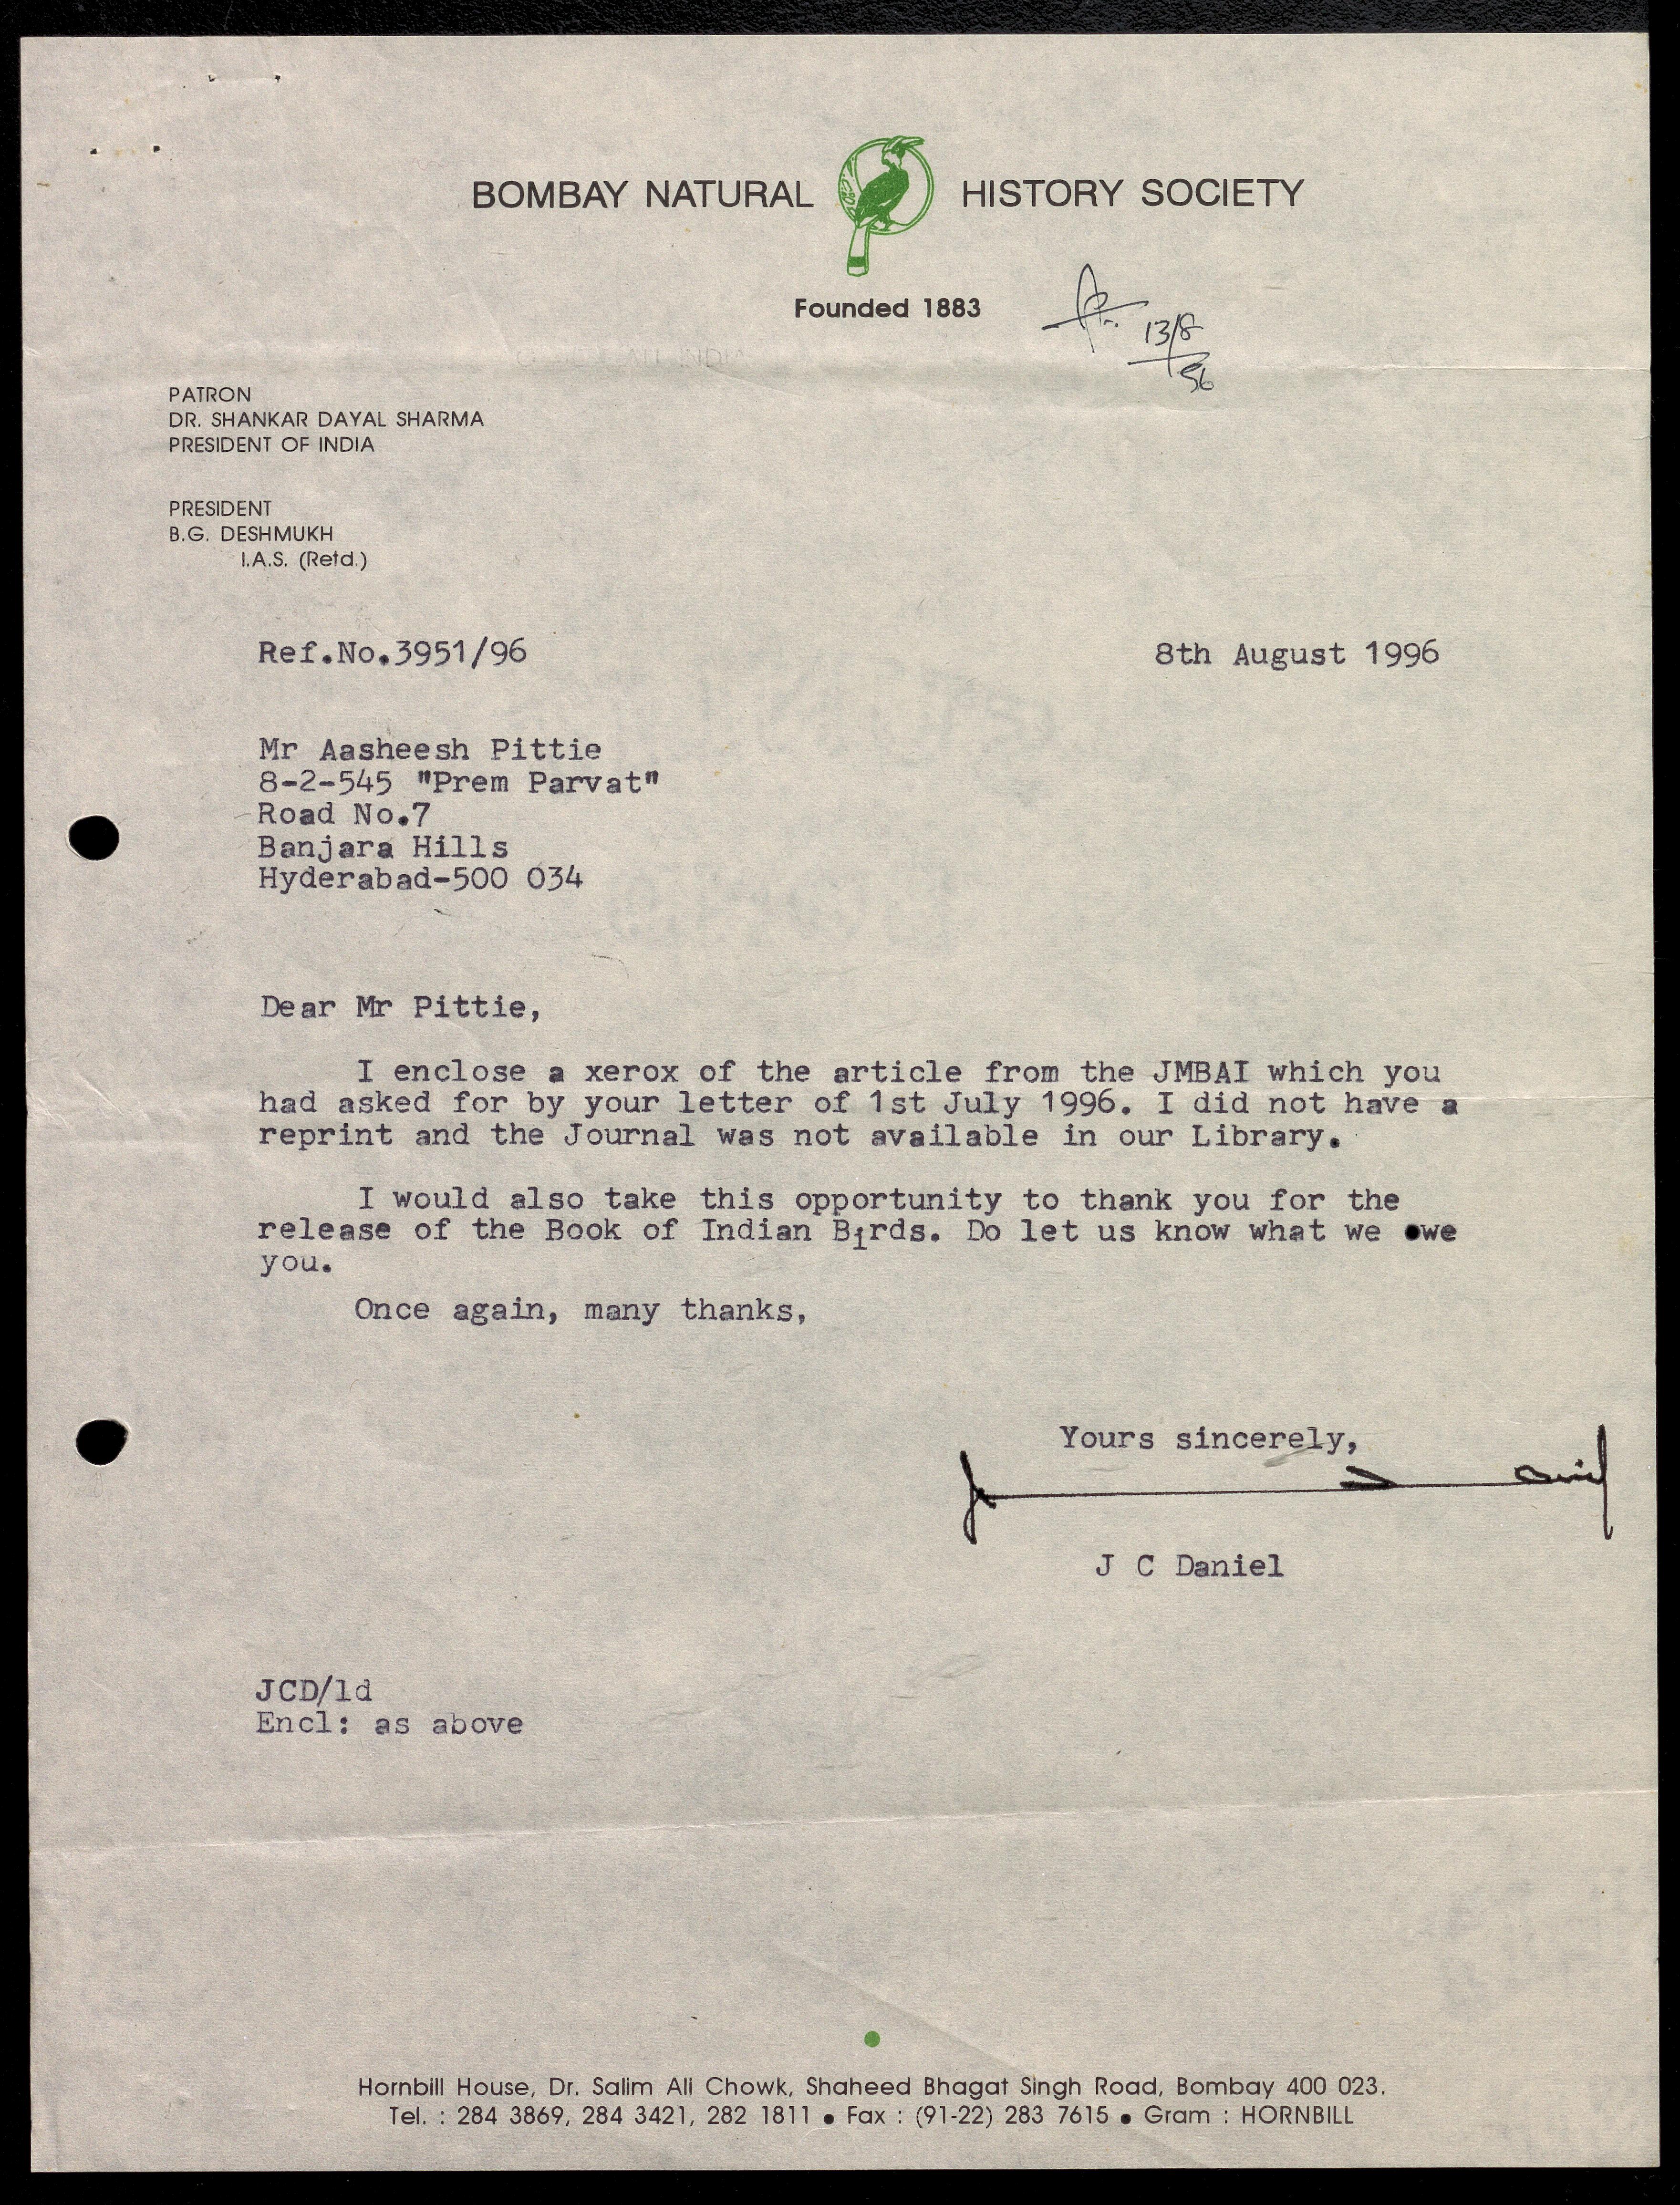 BOMBAY NATURAL HISTORY SOCIETY
Founded 1883
13/8
96
PATRON
DR. SHANKAR DAYAL SHARMA
PRESIDENT OF INDIA
PRESIDENT
B.G. DESHMUKH
I.A.S. (Retd.)
Ref.No.3951/96 8th August 1996
Mr Aasheesh Pittie
8-2-545 "Prem Parvat"
Road No.7
Banjara Hills
Hyderabad-500 034
Dear Mr Pittie,
I enclose a xerox of the article from the JMBAI which you
had asked for by your letter of 1st July 1996. I did not have a
reprint and the Journal was not available in our Library.
I would also take this opportunity to thank you for the
release of the Book of Indian Birds. Do let us know what we owe
you.
Once again, many thanks,
Yours sincerely,
J C Daniel
JCD/ld
Encl: as above
Hornbill House, Dr. Salim Ali Chowk, Shaheed Bhagat Singh Road, Bombay 400 023.
Tel. : 284 3869, 284 3421, 282 1811 ● Fax : (91-22) 283 7615 ● Gram : HORNBILL